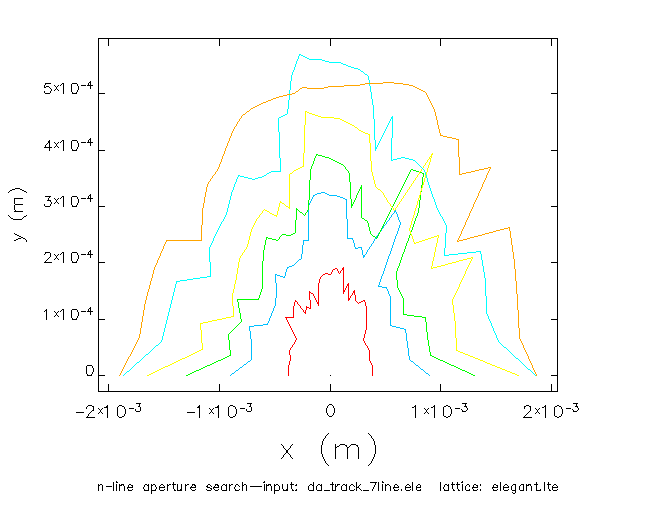 5×10⁻⁴
4×10⁻⁴
3×10⁻⁴
2×10⁻⁴
1×10⁻⁴
0
y (m)
−2×10⁻³ −1×10⁻³ 0 1×10⁻³ 2×10⁻³
x (m)
n-line aperture search--input: da_track_7line.ele lattice: elegant.lte